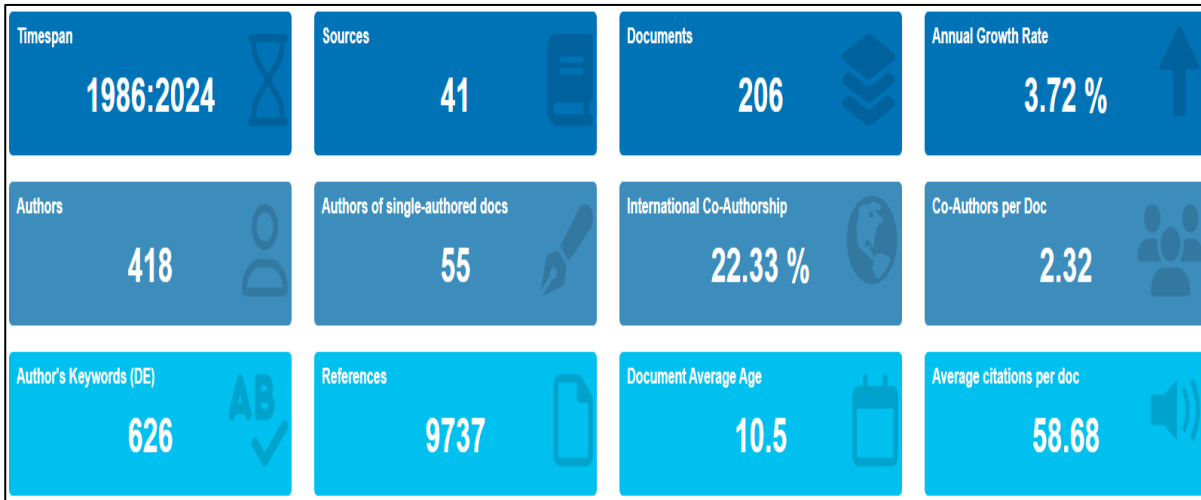 Timespan
1986:2024
Sources
41
Documents
206
Annual Growth Rate
3.72 %
Authors
418
Authors of single-authored docs
55
International Co-Authorship
22.33 %
Co-Authors per Doc
2.32
Author's Keywords (DE)
626
AB
References
9737
Document Average Age
10.5
Average citations per doc
58.68